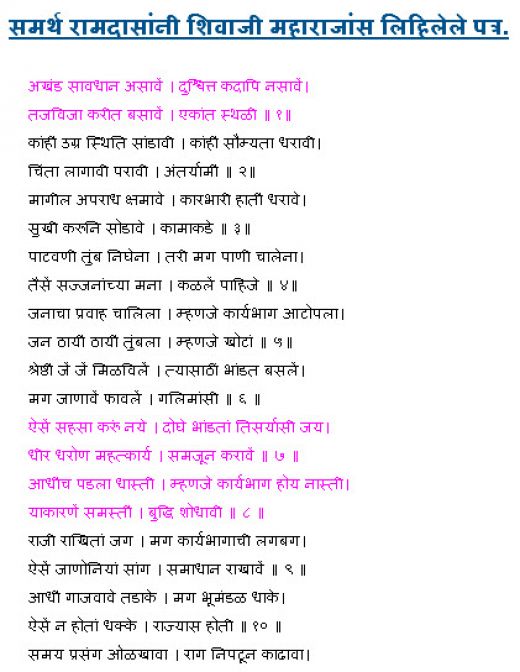 समर्थ रामदासांनी शिवाजी महाराजांस लिहिलेले पत्र.
अखंड सावधान असावें । दुश्चित्त कदापि नसावें।
तजविजा करीत बसावें । एकांत स्थळी ॥ १॥
कांहीं उग्र स्थिति सांडावी । कांहीं सौम्यता धरावी।
चिंता लागावी परावी । अंतर्यामी ॥ २॥
मागील अपराध क्षमावे । कारभारी हातीं धरावे।
सुखी करुनि सोडावे । कामाकडे ॥ ३॥
पाटवणी तुंब निघेना । तरी मग पाणी चालेना।
तैसें सज्जनांच्या मना । कळलें पाहिजे ॥ ४॥
जनाचा प्रवाह चालिला । म्हणजे कार्यभाग आटोपला।
जन ठायीं ठायीं तुंबला । म्हणजे खोटां ॥ ५॥
श्रेष्ठी जें जें मिळविलें । त्यासाठीं भांडत बसलें।
मग जाणावें फावलें । गलिमांसी ॥ ६ ॥
ऐसें सहसा करुं नये । दोघे भांडतां तिसर्यासी जय।
धीर धरोण महत्कार्य । समजून करावें ॥ ७ ॥
आधीच पडला धास्ती । म्हणजे कार्यभाग होय नास्ती।
याकारणें समस्ती । बुद्धि शोधावी ॥ ८ ॥
राजी राखितां जग । मग कार्यभागाची लगबग।
ऐसें जाणोनियां सांग । समाधान राखावें ॥ ९ ॥
आधी गाजवावे तडाके । मग भूमंडळ धाके।
ऐसें न होतां धक्के । राज्यास होती ॥ १० ॥
समय प्रसंग ओळखावा । राग निपटून काढावा।